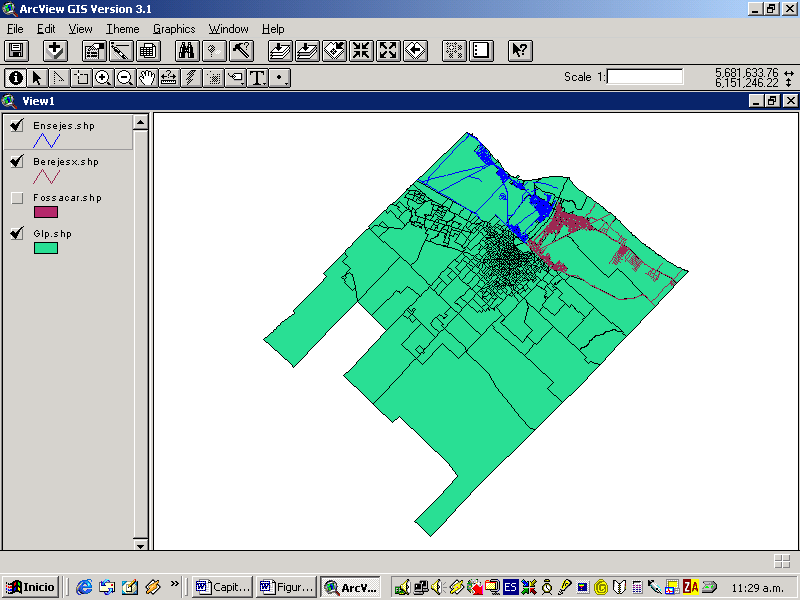 ArcView GIS Version 3.1
File Edit View Theme Graphics Window Help
Scale 1: 5,681,633.76
6,151,246.22
View1
Ensejes.shp
Berejesx.shp
Fossacar.shp
Glp.shp
Inicio » Capit... Figur... ArcV... ES ZA 11:29 a.m.